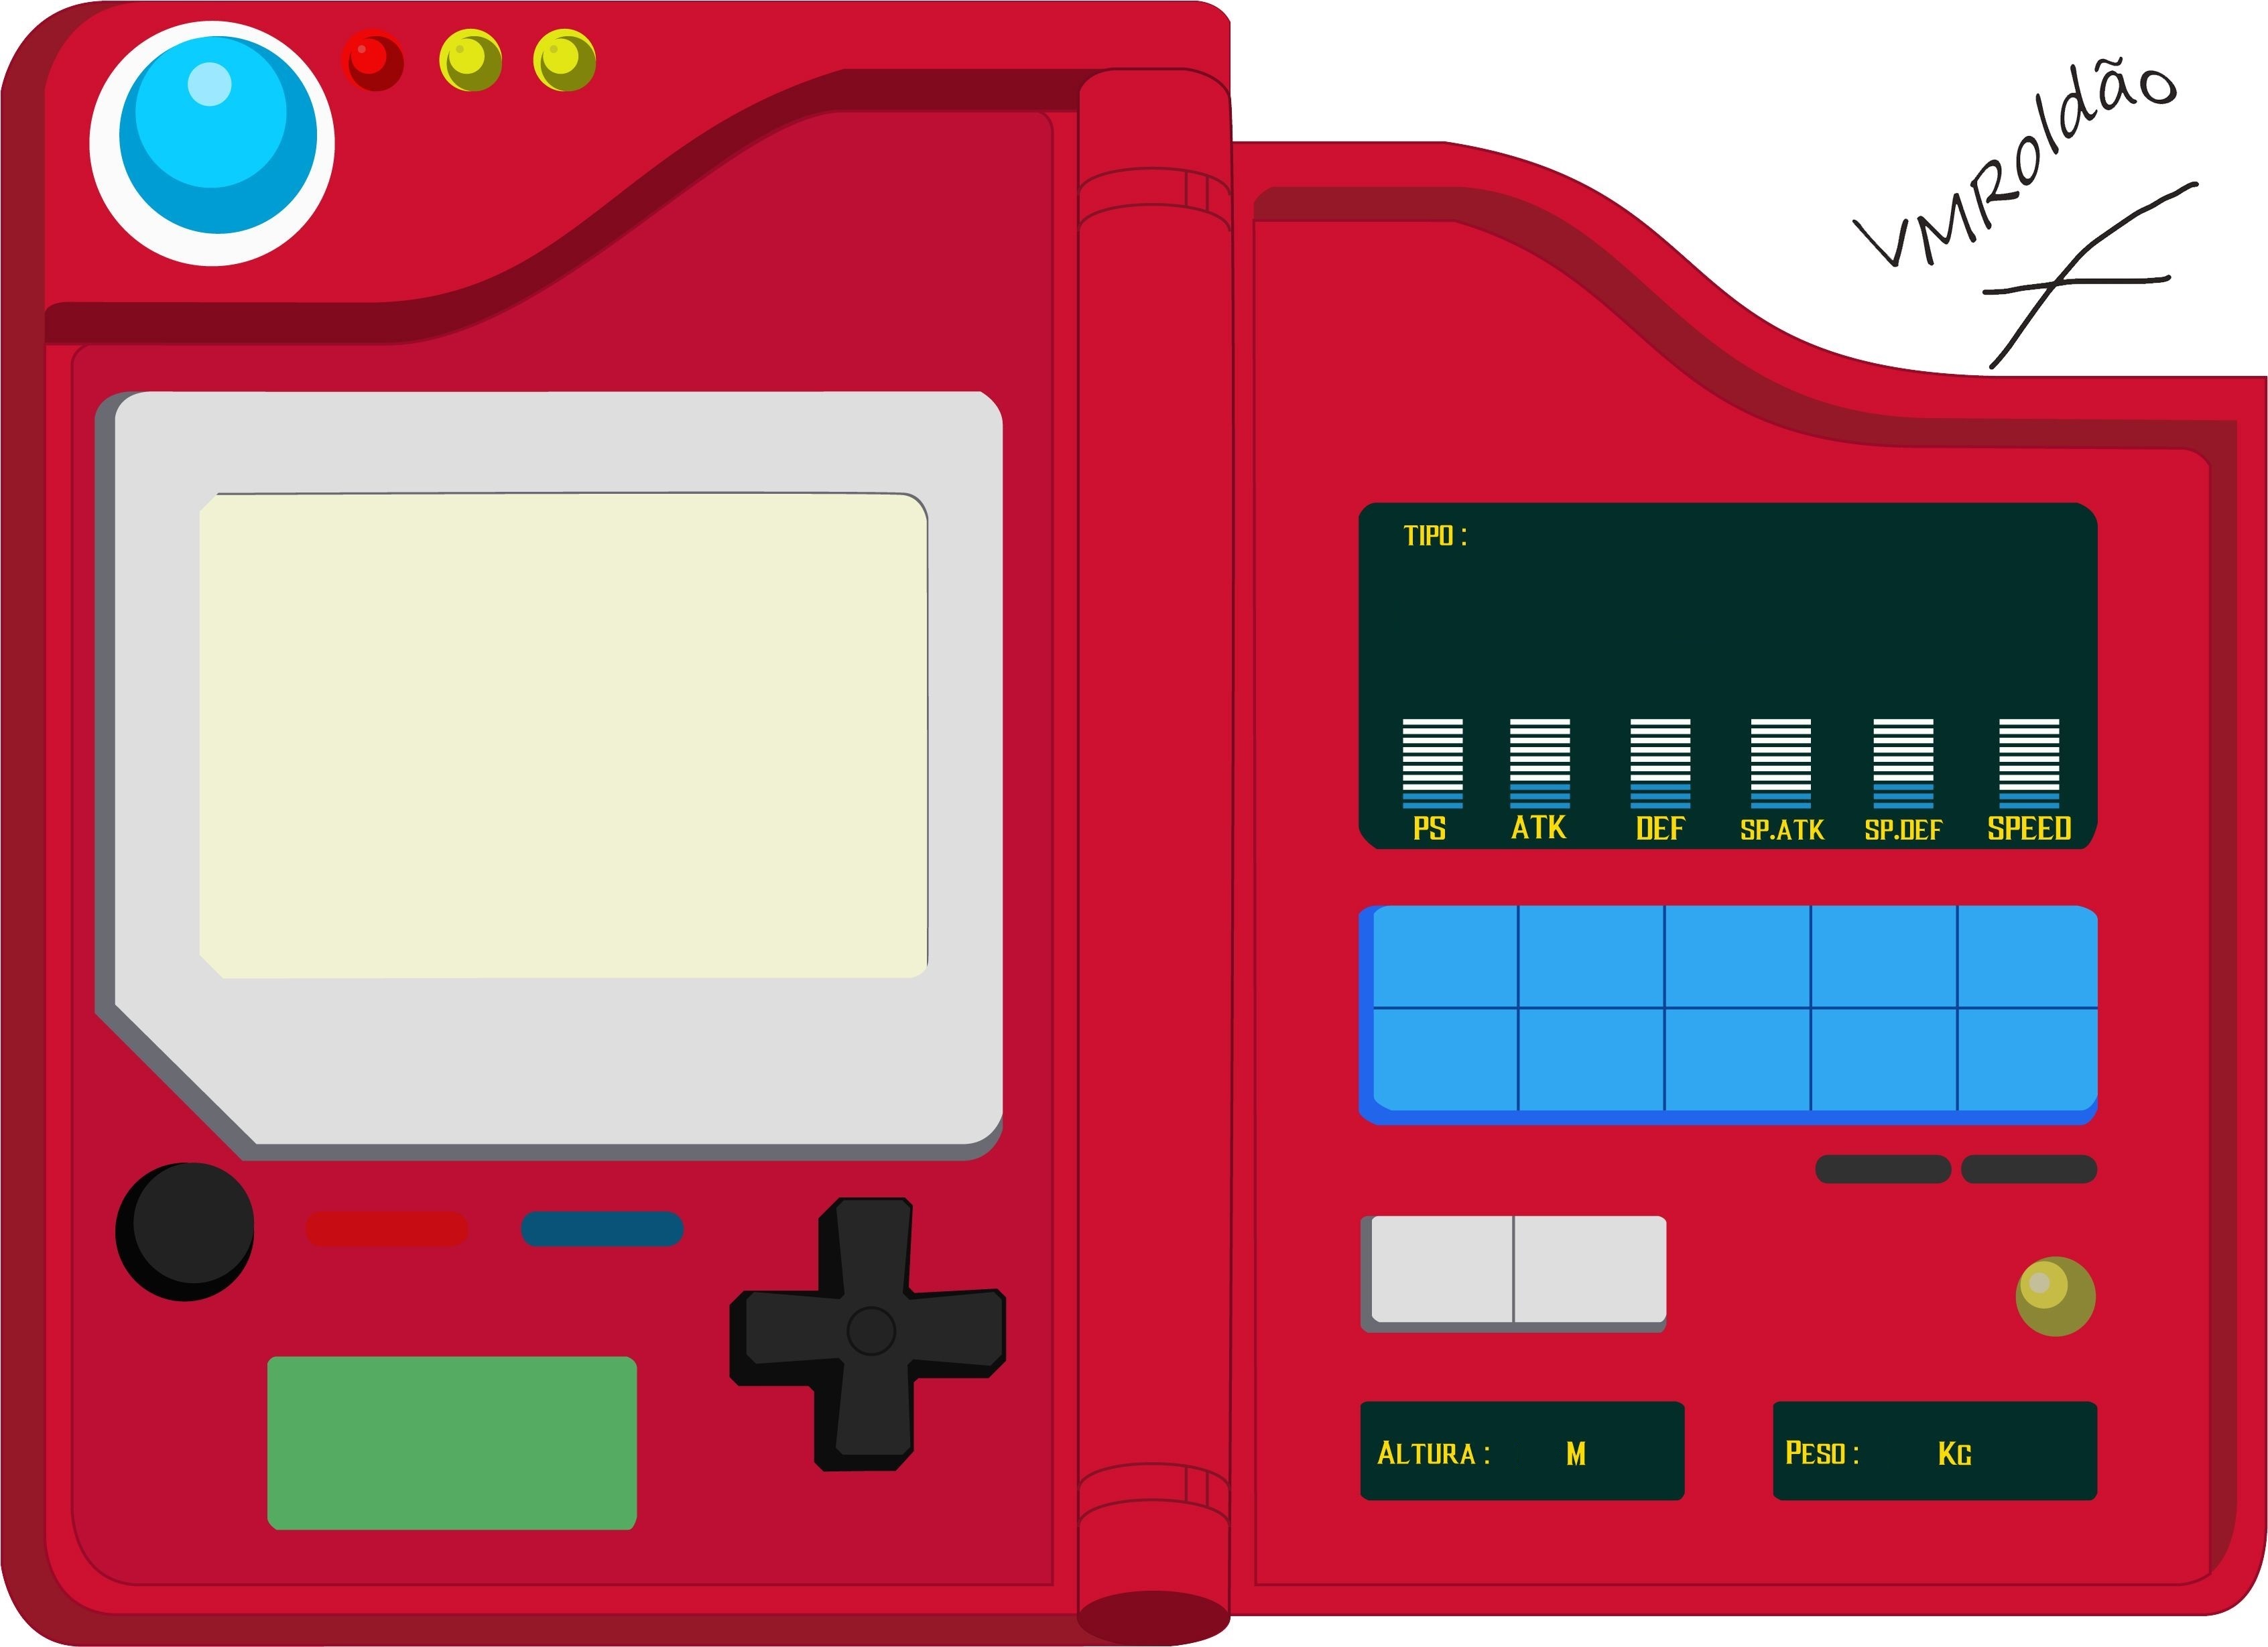 VMRoldão
TIPO :
PS ATK DEF SP.ATK SP.DEF SPEED
ALTURA : M
PESO : KG